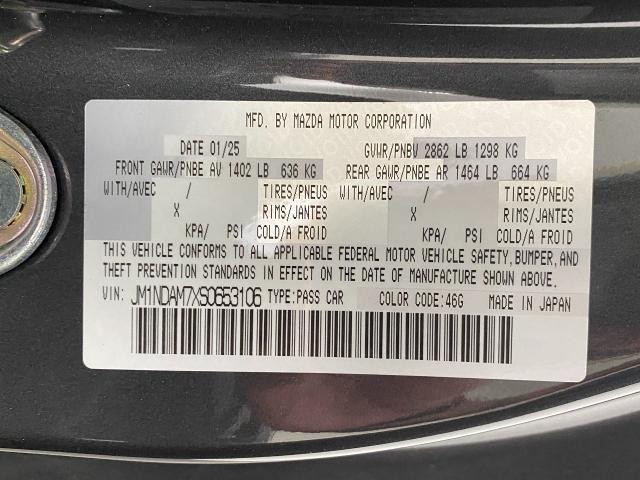 MFD. BY MAZDA MOTOR CORPORATION
DATE 01/25 GVWR/PNBV 2862 LB 1298 KG
FRONT GAWR/PNBE AV 1402 LB 636 KG REAR GAWR/PNBE AR 1464 LB 664 KG
WITH/AVEC / TIRES/PNEUS WITH/AVEC / TIRES/PNEUS
X RIMS/JANTES X RIMS/JANTES
KPA/ PSI COLD/A FROID KPA/ PSI COLD/A FROID
THIS VEHICLE CONFORMS TO ALL APPLICABLE FEDERAL MOTOR VEHICLE SAFETY, BUMPER, AND
THEFT PREVENTION STANDARDS IN EFFECT ON THE DATE OF MANUFACTURE SHOWN ABOVE.
VIN: JM1NDAM7XS0653106 TYPE:PASS CAR COLOR CODE:46G MADE IN JAPAN